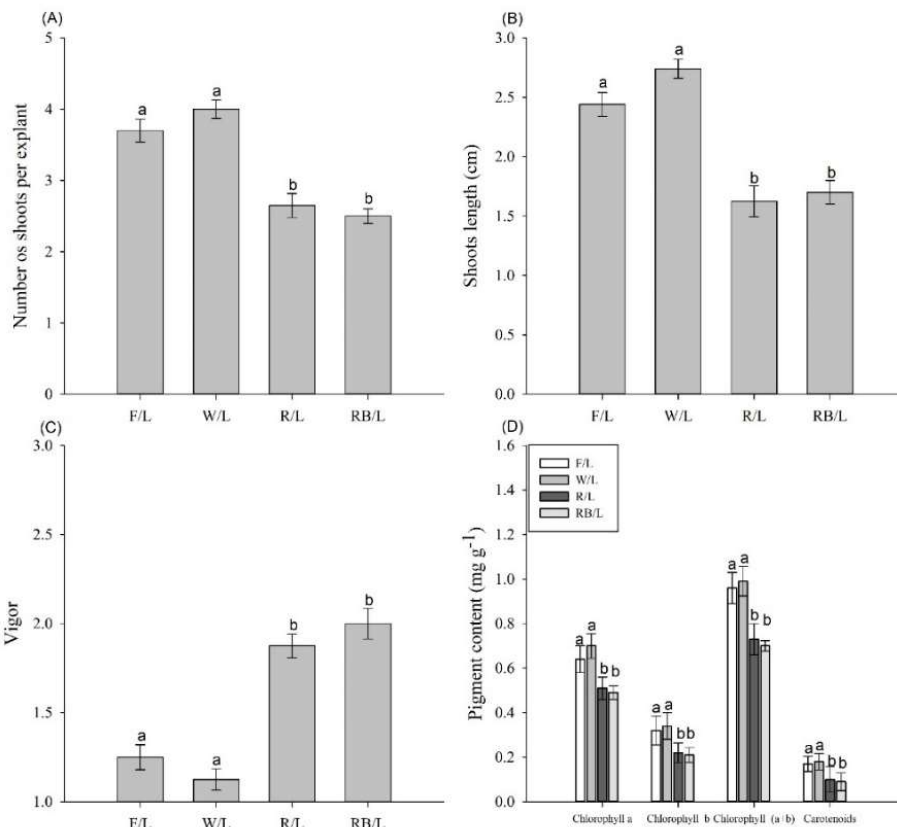 (A)
5
4
3
2
1
0
Number os shoots per explant
a
a
b
b
F/L W/L R/L RB/L
(B)
3.0
2.5
2.0
1.5
1.0
0.5
0.0
Shoots length (cm)
a
a
b
b
F/L W/L R/L RB/L
(C)
3.0
2.5
2.0
1.5
1.0
Vigor
a
a
b
b
F/L W/L R/L RB/L
(D)
1.6
1.4
1.2
1.0
0.8
0.6
0.4
0.2
0.0
Pigment content (mg g⁻¹)
F/L
W/L
R/L
RB/L
a a b b
a a b b
a a b b
a a b b
Chlorophyll a Chlorophyll b Chlorophyll (a+b) Carotenoids